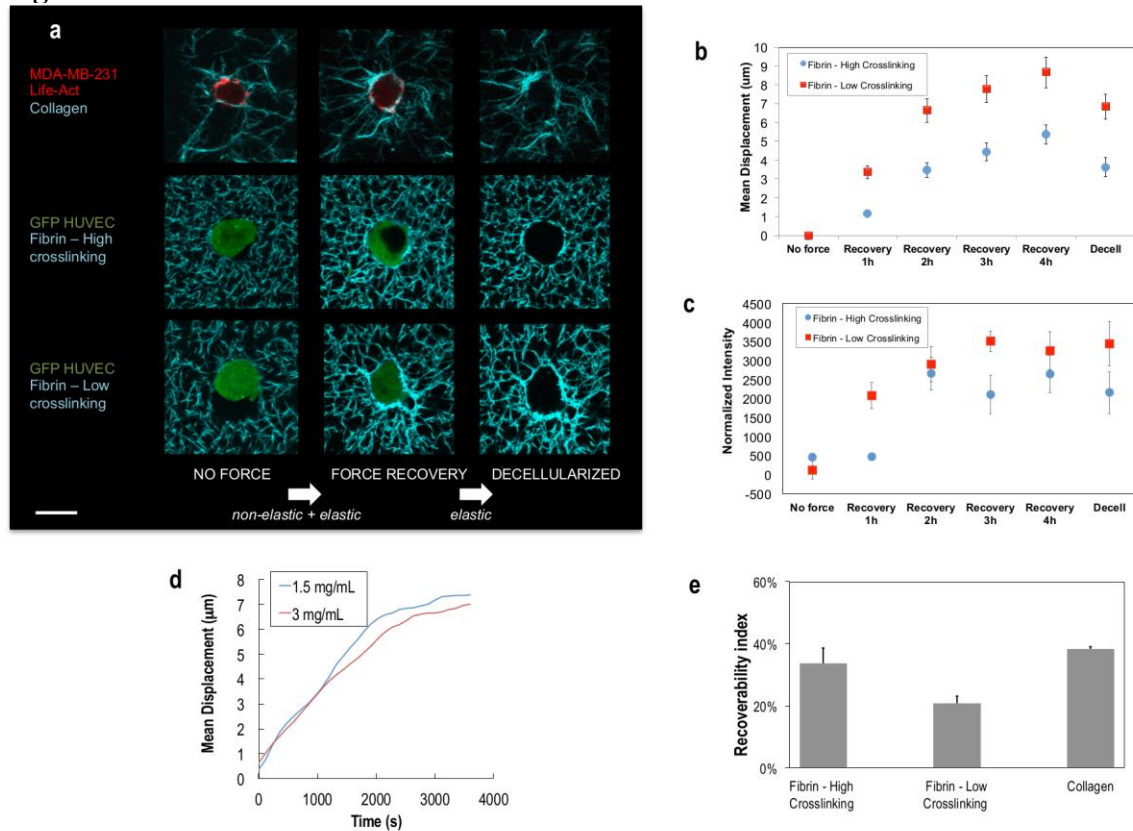 a
MDA-MB-231
Life-Act
Collagen
GFP HUVEC
Fibrin – High
crosslinking
GFP HUVEC
Fibrin – Low
crosslinking
NO FORCE
FORCE RECOVERY
DECELLULARIZED
non-elastic + elastic
elastic
b
Mean Displacement (um)
10
9
8
7
6
5
4
3
2
1
0
Fibrin - High Crosslinking
Fibrin - Low Crosslinking
No force
Recovery 1h
Recovery 2h
Recovery 3h
Recovery 4h
Decell
c
Normalized Intensity
4500
4000
3500
3000
2500
2000
1500
1000
500
0
-500
Fibrin - High Crosslinking
Fibrin - Low Crosslinking
No force
Recovery 1h
Recovery 2h
Recovery 3h
Recovery 4h
Decell
d
Mean Displacement (μm)
8
7
6
5
4
3
2
1
0
1.5 mg/mL
3 mg/mL
0
1000
2000
3000
4000
Time (s)
e
Recoverability index
60%
40%
20%
0%
Fibrin - High
Crosslinking
Fibrin - Low
Crosslinking
Collagen